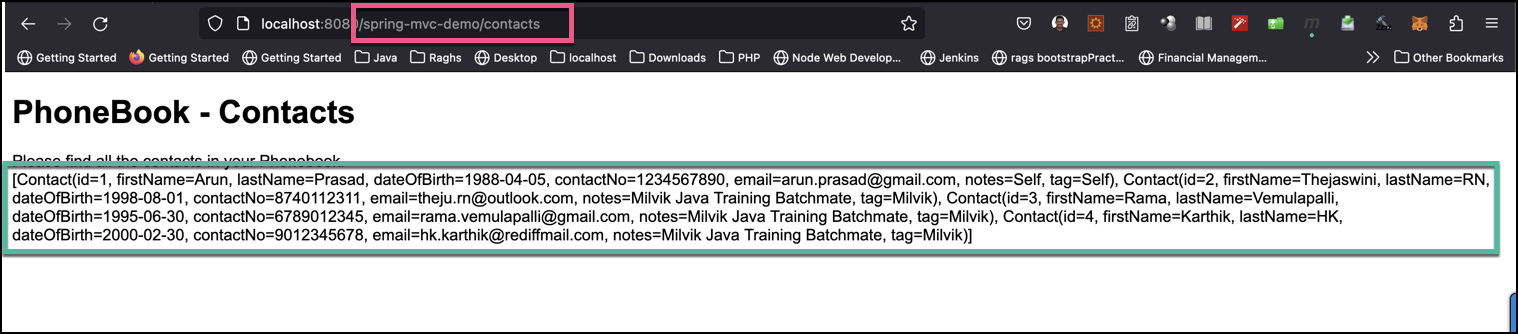 localhost:8080/spring-mvc-demo/contacts
Getting Started Getting Started Getting Started Java Raghs Desktop localhost Downloads PHP Node Web Develop... Jenkins rags bootstrapPract... Financial Managem... Other Bookmarks
PhoneBook - Contacts
Please find all the contacts in your Phonebook.
[Contact(id=1, firstName=Arun, lastName=Prasad, dateOfBirth=1988-04-05, contactNo=1234567890, email=arun.prasad@gmail.com, notes=Self, tag=Self), Contact(id=2, firstName=Thejaswini, lastName=RN,
dateOfBirth=1998-08-01, contactNo=8740112311, email=theju.rn@outlook.com, notes=Milvik Java Training Batchmate, tag=Milvik), Contact(id=3, firstName=Rama, lastName=Vemulapalli,
dateOfBirth=1995-06-30, contactNo=6789012345, email=rama.vemulapalli@gmail.com, notes=Milvik Java Training Batchmate, tag=Milvik), Contact(id=4, firstName=Karthik, lastName=HK,
dateOfBirth=2000-02-30, contactNo=9012345678, email=hk.karthik@rediffmail.com, notes=Milvik Java Training Batchmate, tag=Milvik)]